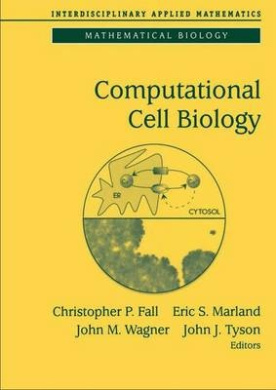 INTERDISCIPLINARY APPLIED MATHEMATICS
MATHEMATICAL BIOLOGY
Computational
Cell Biology
ER
CYTOSOL
Christopher P. Fall Eric S. Marland
John M. Wagner John J. Tyson
Editors